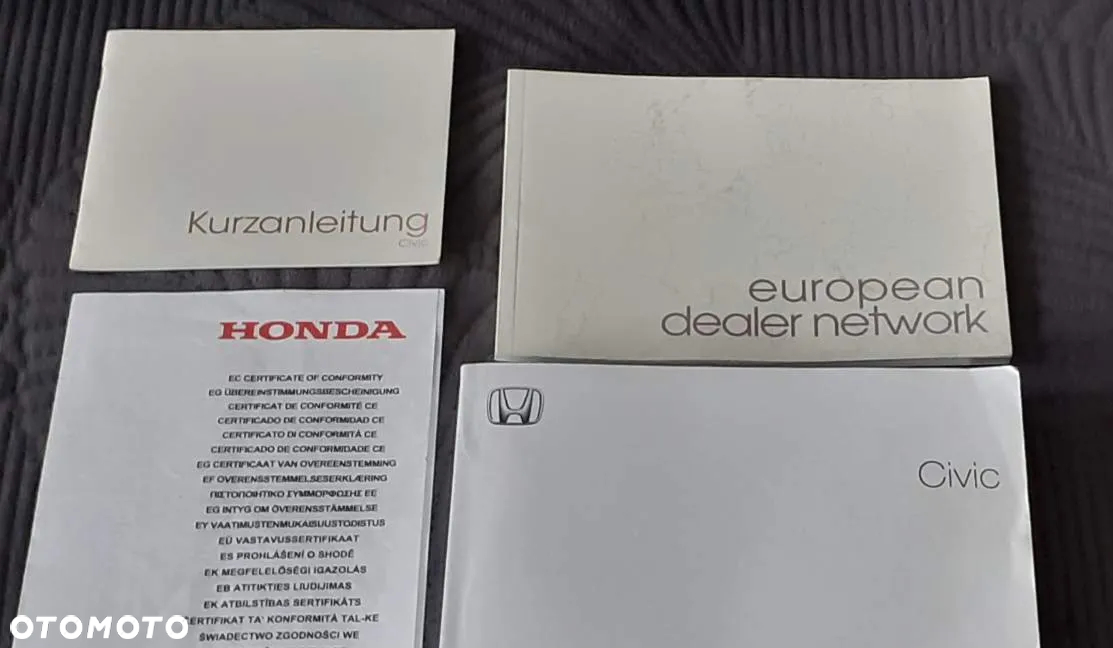 Kurzanleitung
Civic
european
dealer network
HONDA
EC CERTIFICATE OF CONFORMITY
EG ÜBEREINSTIMMUNGSBESCHEINIGUNG
CERTIFICAT DE CONFORMITÉ CE
CERTIFICADO DE CONFORMIDAD CE
CERTIFICATO DI CONFORMITÀ CE
CERTIFICADO DE CONFORMIDADE CE
EG CERTIFICAAT VAN OVEREENSTEMMING
EF OVERENSSTEMMELSESERKLÆRING
ΠΙΣΤΟΠΟΙΗΤΙΚΟ ΣΥΜΜΟΡΦΩΣΗΣ ΕΕ
EG INTYG OM ÖVERENSSTÄMMELSE
EY VAATIMUSTENMUKAISUUSTODISTUS
EÜ VASTAVUSSERTIFIKAAT
ES PROHLÁŠENÍ O SHODĚ
EK MEGFELELŐSÉGI IGAZOLÁS
EB ATITIKTIES LIUDIJIMAS
EK ATBILSTĪBAS SERTIFIKĀTS
ERTIFIKAT TA' KONFORMITÀ TAL-KE
ŚWIADECTWO ZGODNOŚCI WE
Civic
OTOMOTO